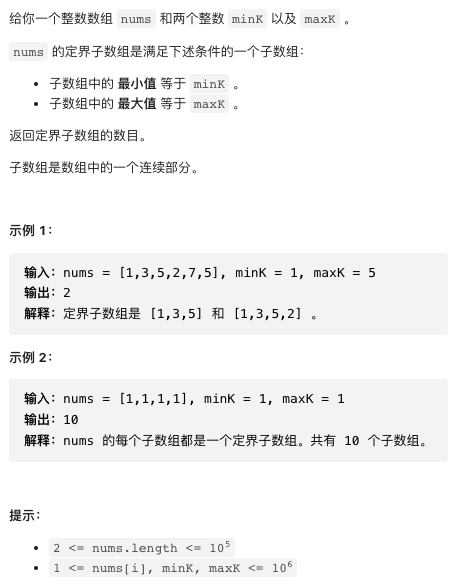 给你一个整数数组 nums 和两个整数 minK 以及 maxK 。
nums 的定界子数组是满足下述条件的一个子数组：
• 子数组中的 最小值 等于 minK 。
• 子数组中的 最大值 等于 maxK 。
返回定界子数组的数目。
子数组是数组中的一个连续部分。
示例 1：
输入：nums = [1,3,5,2,7,5], minK = 1, maxK = 5
输出：2
解释：定界子数组是 [1,3,5] 和 [1,3,5,2] 。
示例 2：
输入：nums = [1,1,1,1], minK = 1, maxK = 1
输出：10
解释：nums 的每个子数组都是一个定界子数组。共有 10 个子数组。
提示：
• 2 <= nums.length <= 10⁵
• 1 <= nums[i], minK, maxK <= 10⁶